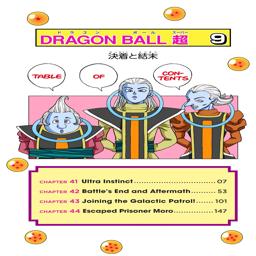 ドラゴン ボール スーパー
DRAGON BALL 超 9
決着と結末
TABLE OF CON-
TENTS
CHAPTER 41 Ultra Instinct 07
CHAPTER 42 Battle's End and Aftermath 53
CHAPTER 43 Joining the Galactic Patrol! 101
CHAPTER 44 Escaped Prisoner Moro 147